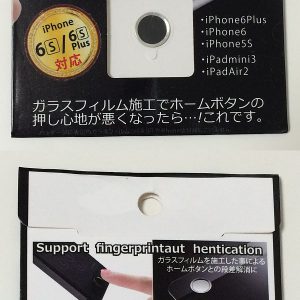 iPhone
6S/6S Plus
対応
・iPhone6Plus
・iPhone6
・iPhone5S
・iPadmini3
・iPadAir2
ガラスフィルム施工でホームボタンの
押し心地が悪くなったら…!これです。
Support fingerprintaut hentication
ガラスフィルムを施工した事による
ホームボタンとの段差解消に